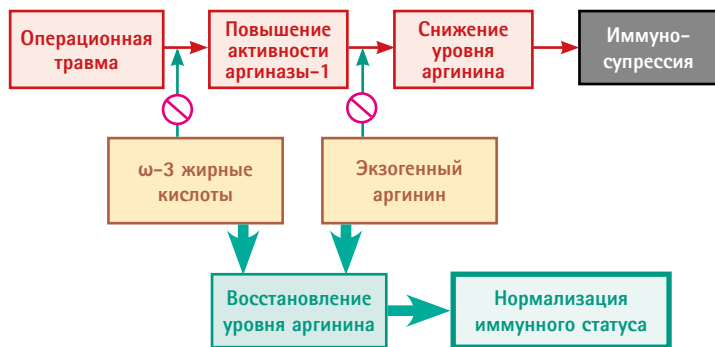 Операционная
травма
Повышение
активности
аргиназы-1
Снижение
уровня
аргинина
Иммуно-
супрессия
ω-3 жирные
кислоты
Экзогенный
аргинин
Восстановление
уровня аргинина
Нормализация
иммунного статуса